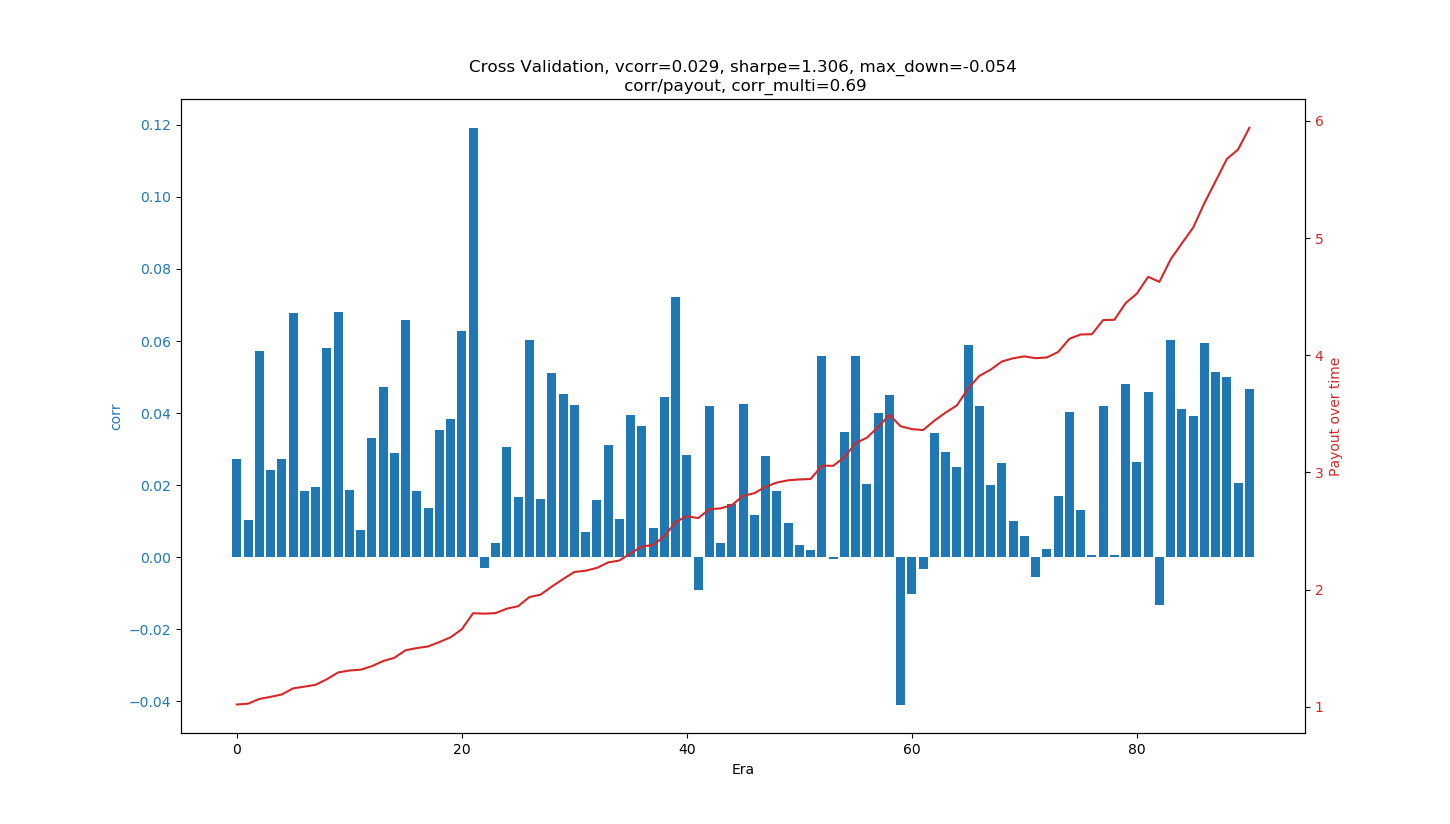 Cross Validation, vcorr=0.029, sharpe=1.306, max_down=-0.054
corr/payout, corr_multi=0.69
0.12
0.10
0.08
0.06
0.04
0.02
0.00
−0.02
−0.04
corr
6
5
4
3
2
1
Payout over time
0 20 40 60 80
Era